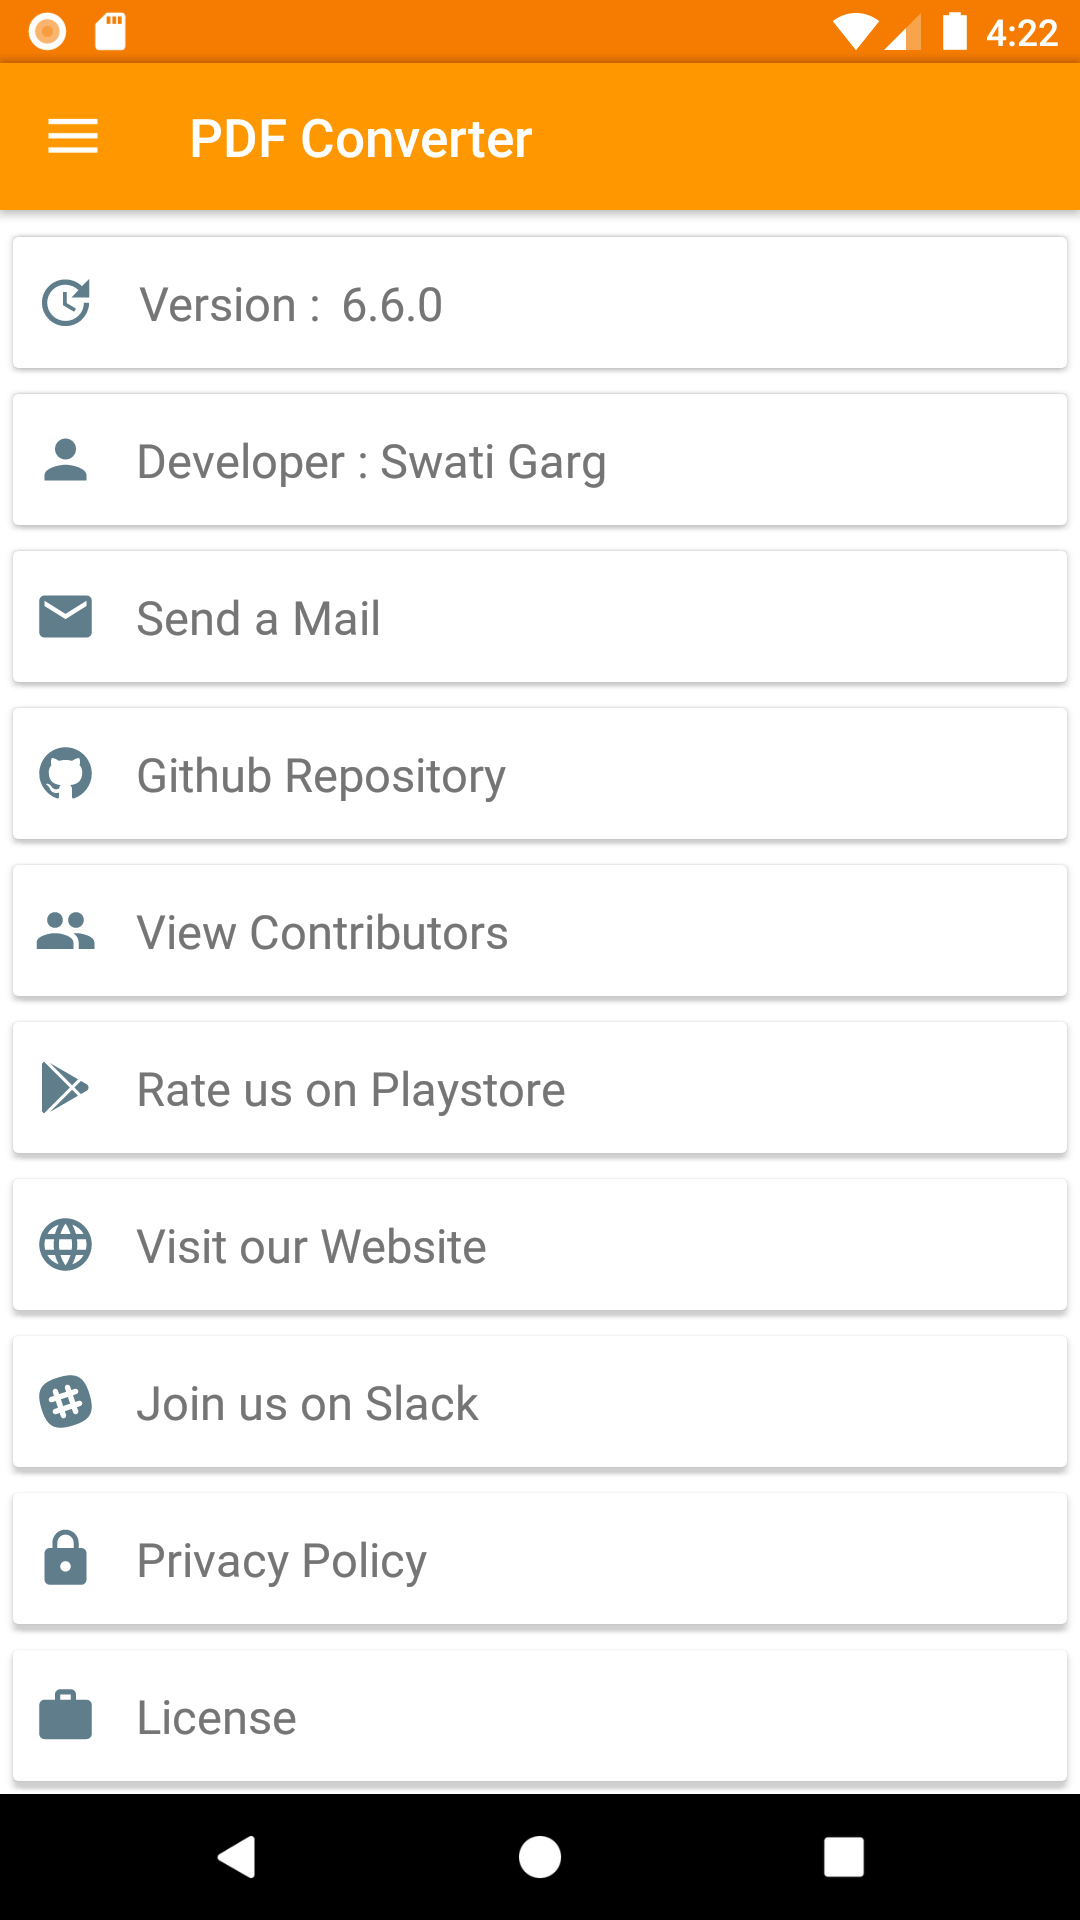 4:22
PDF Converter
Version : 6.6.0
Developer : Swati Garg
Send a Mail
Github Repository
View Contributors
Rate us on Playstore
Visit our Website
Join us on Slack
Privacy Policy
License